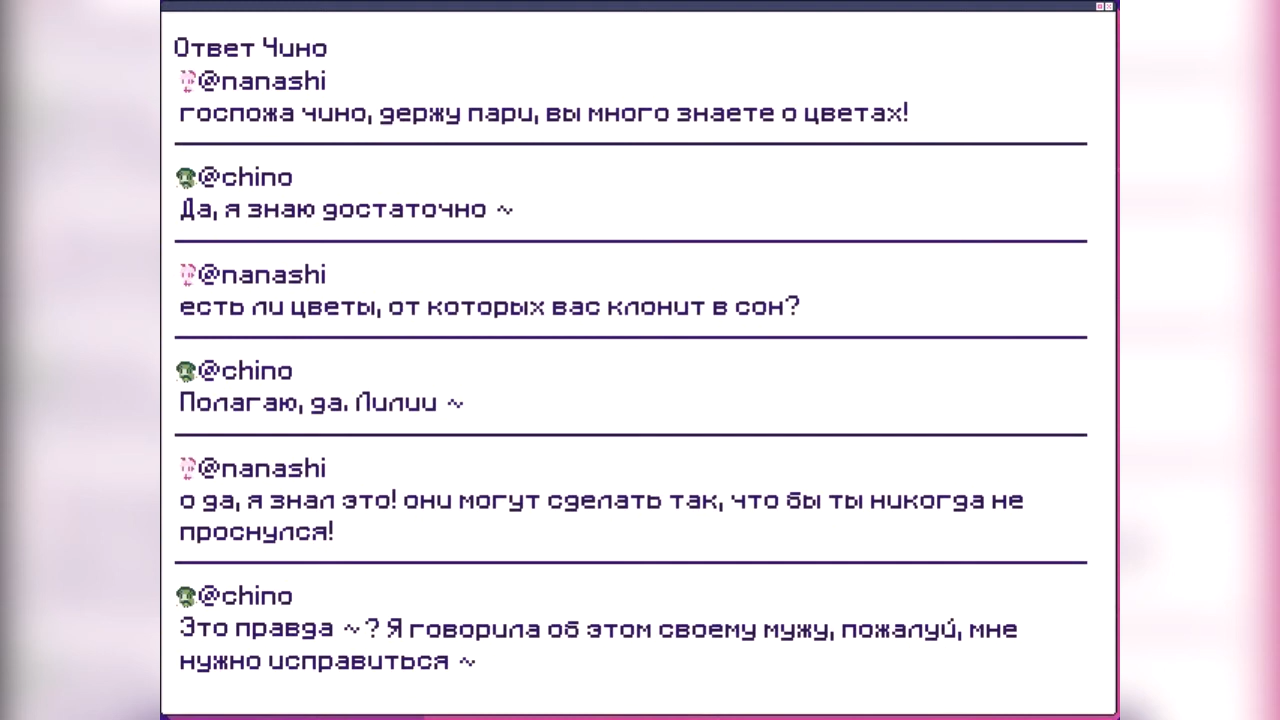 Ответ Чино
@nanashi
госпожа чино, держу пари, вы много знаете о цветах!
@chino
Да, я знаю достаточно ~
@nanashi
есть ли цветы, от которых вас клонит в сон?
@chino
Полагаю, да. Лилии ~
@nanashi
о да, я знал это! они могут сделать так, что бы ты никогда не
проснулся!
@chino
Это правда ~? Я говорила об этом своему мужу, пожалуй, мне
нужно исправиться ~